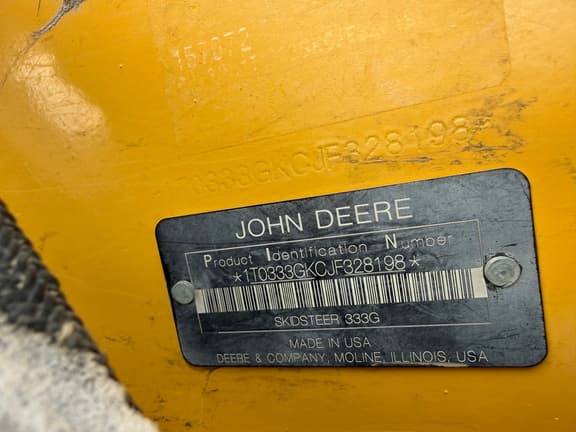 157072
1T0333GKCJF328198*
JOHN DEERE
Product Identification Number
*1T0333GKCJF328198*
SKIDSTEER 333G
MADE IN USA
DEERE & COMPANY, MOLINE, ILLINOIS, USA